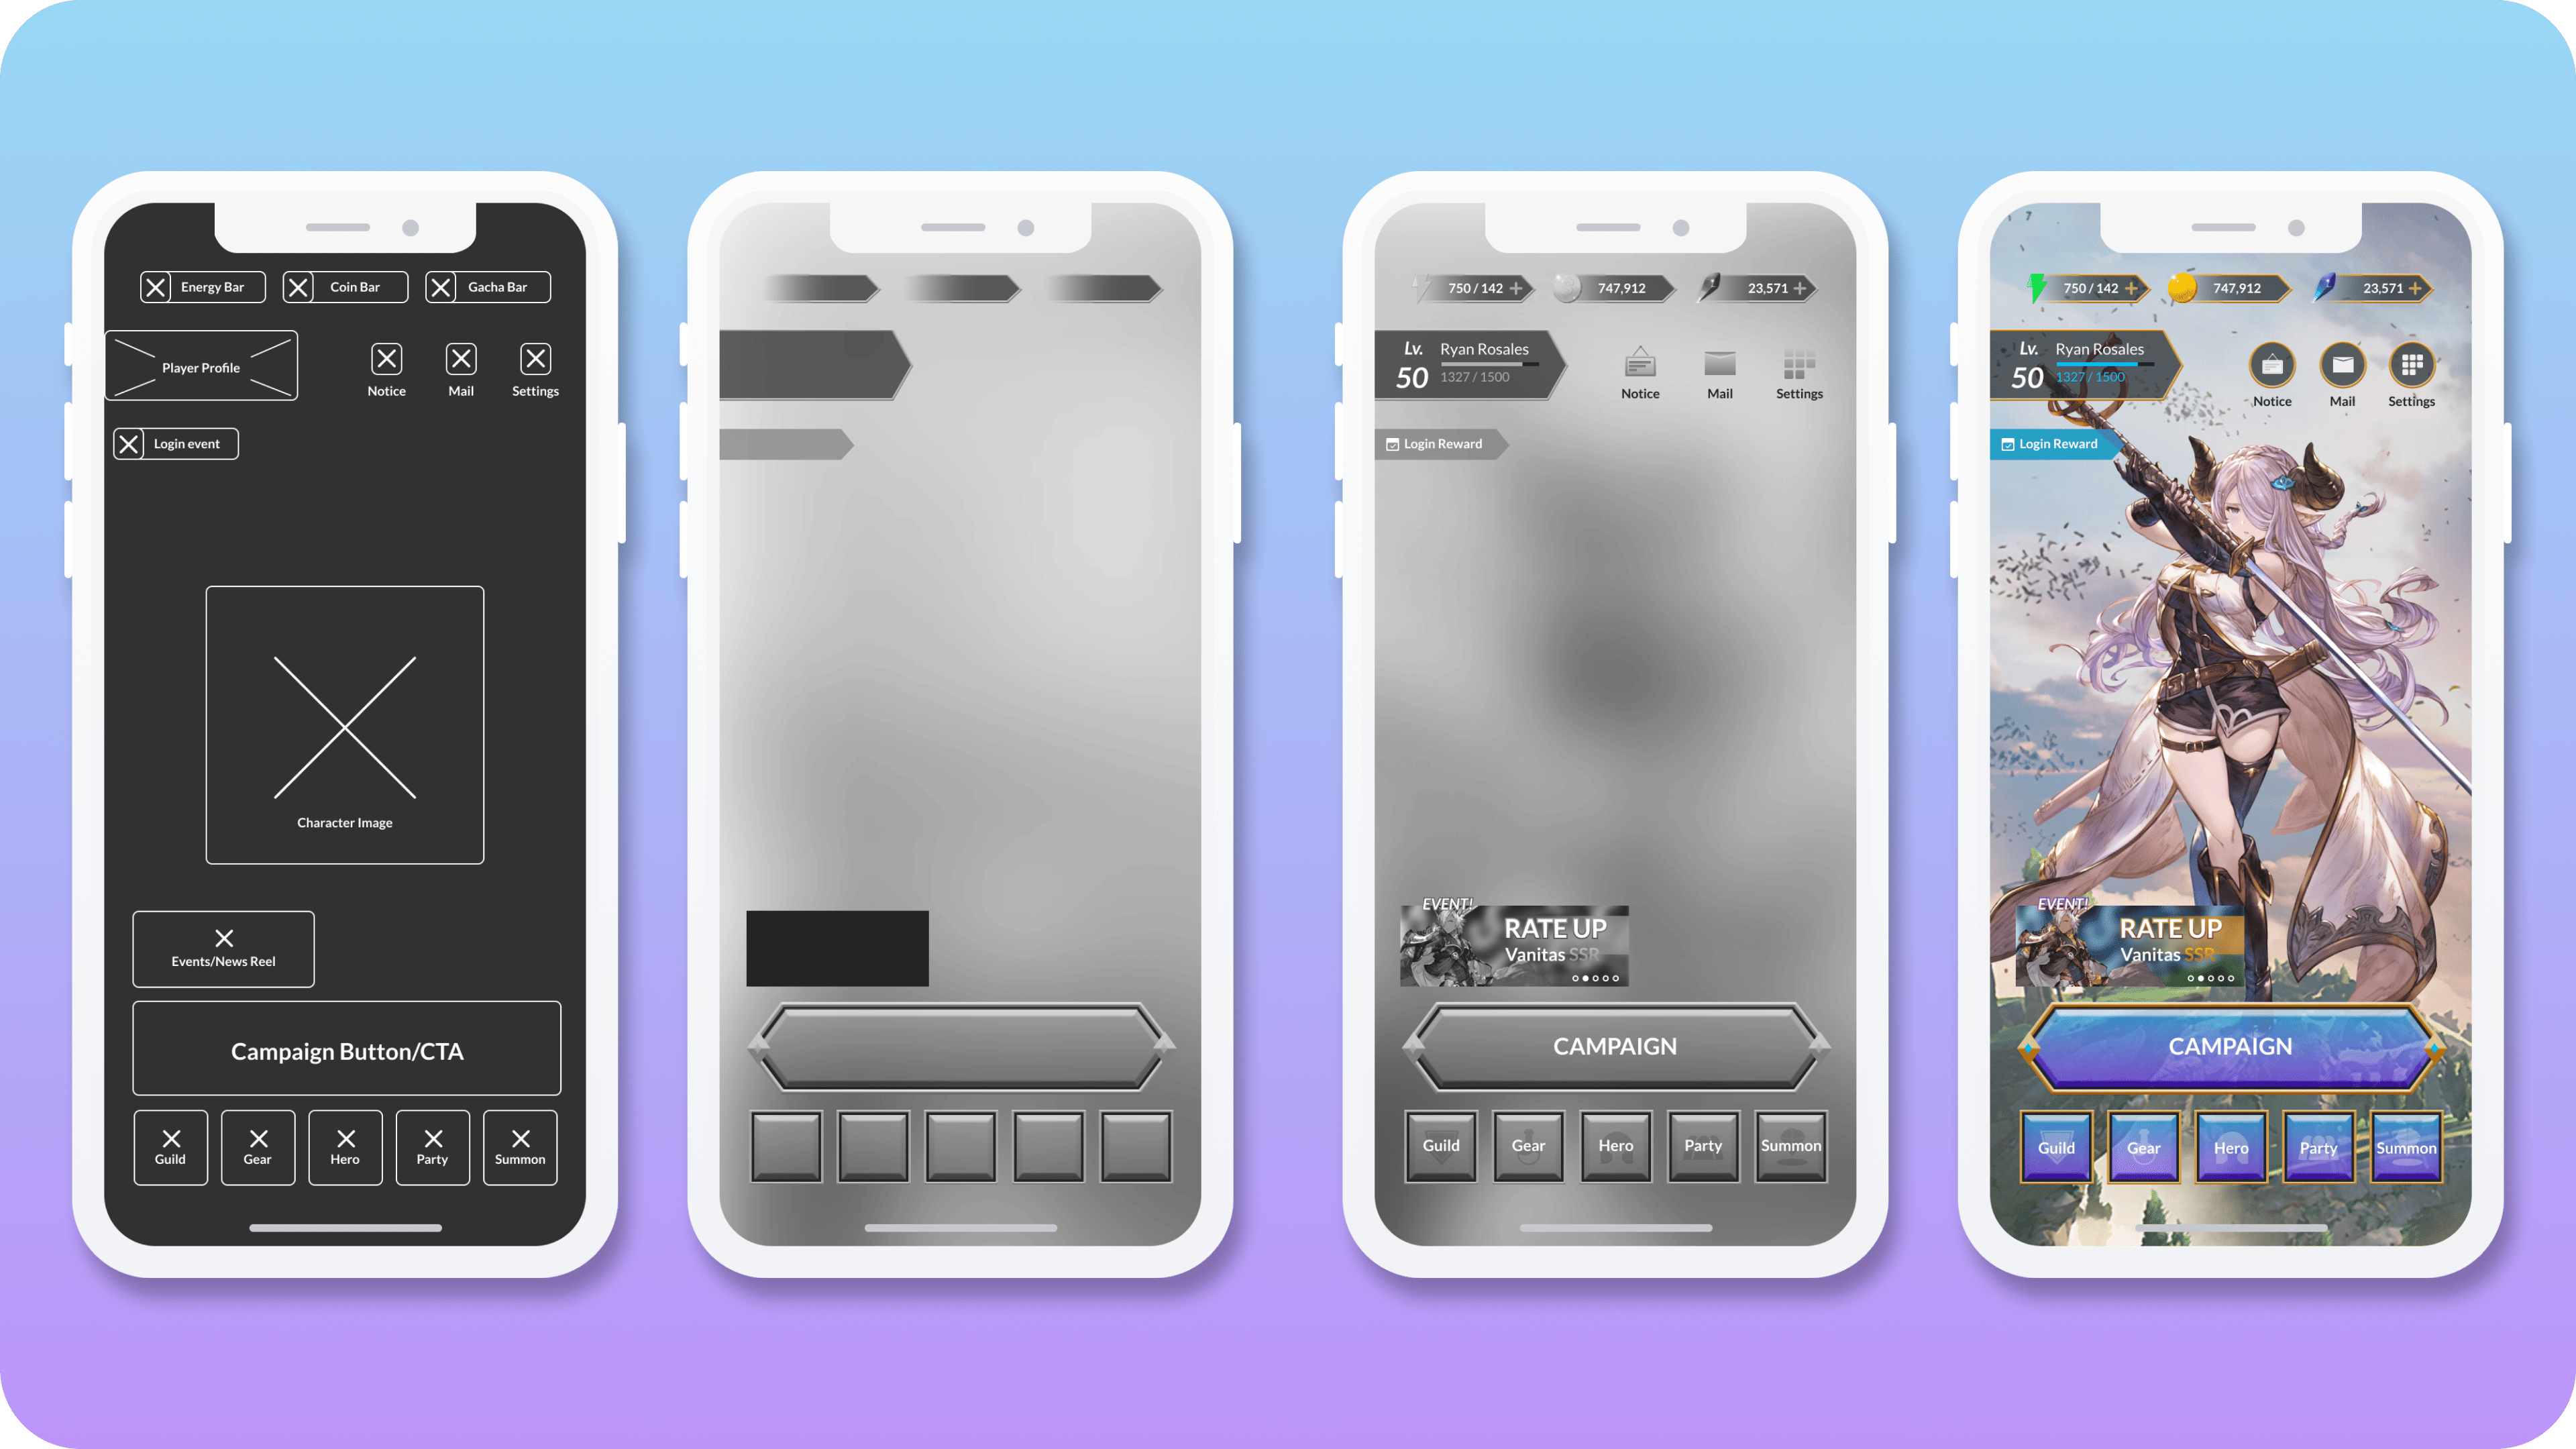 Energy Bar
Coin Bar
Gacha Bar
Player Profile
Notice
Mail
Settings
Login event
Character Image
Events/News Reel
Campaign Button/CTA
Guild
Gear
Hero
Party
Summon
750 / 142 +
747,912
23,571 +
Lv.
50
Ryan Rosales
1327 / 1500
Notice
Mail
Settings
Login Reward
EVENT!
RATE UP
Vanitas SSR
CAMPAIGN
Guild
Gear
Hero
Party
Summon
750 / 142 +
747,912
23,571 +
Lv.
50
Ryan Rosales
1327 / 1500
Notice
Mail
Settings
Login Reward
EVENT!
RATE UP
Vanitas SSR
CAMPAIGN
Guild
Gear
Hero
Party
Summon